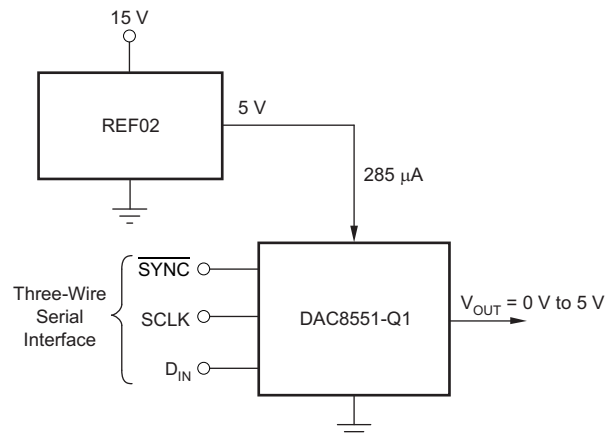 15 V
REF02
5 V
285 μA
Three-Wire
Serial
Interface
SYNC
SCLK
DIN
DAC8551-Q1
VOUT = 0 V to 5 V